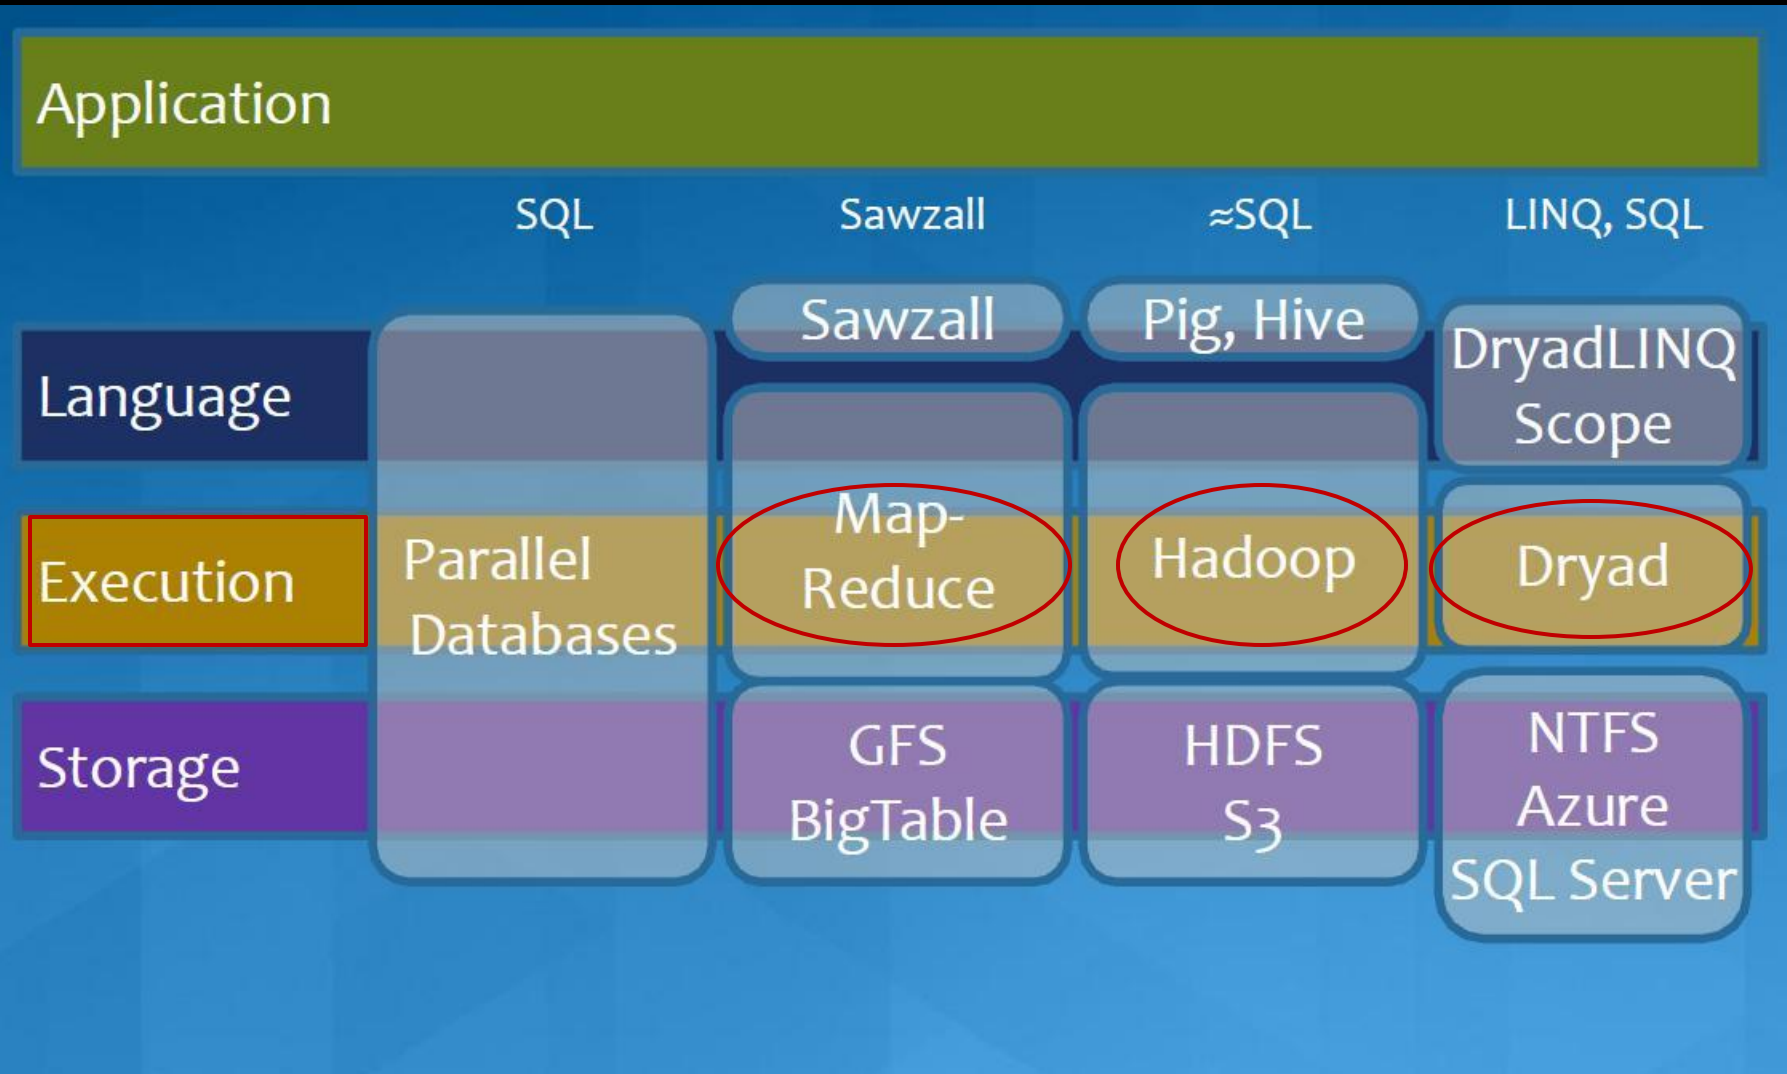 Application
SQL
Sawzall
≈SQL
LINQ, SQL
Language
Sawzall
Pig, Hive
DryadLINQ
Scope
Execution
Parallel
Databases
Map-
Reduce
Hadoop
Dryad
Storage
GFS
BigTable
HDFS
S3
NTFS
Azure
SQL Server